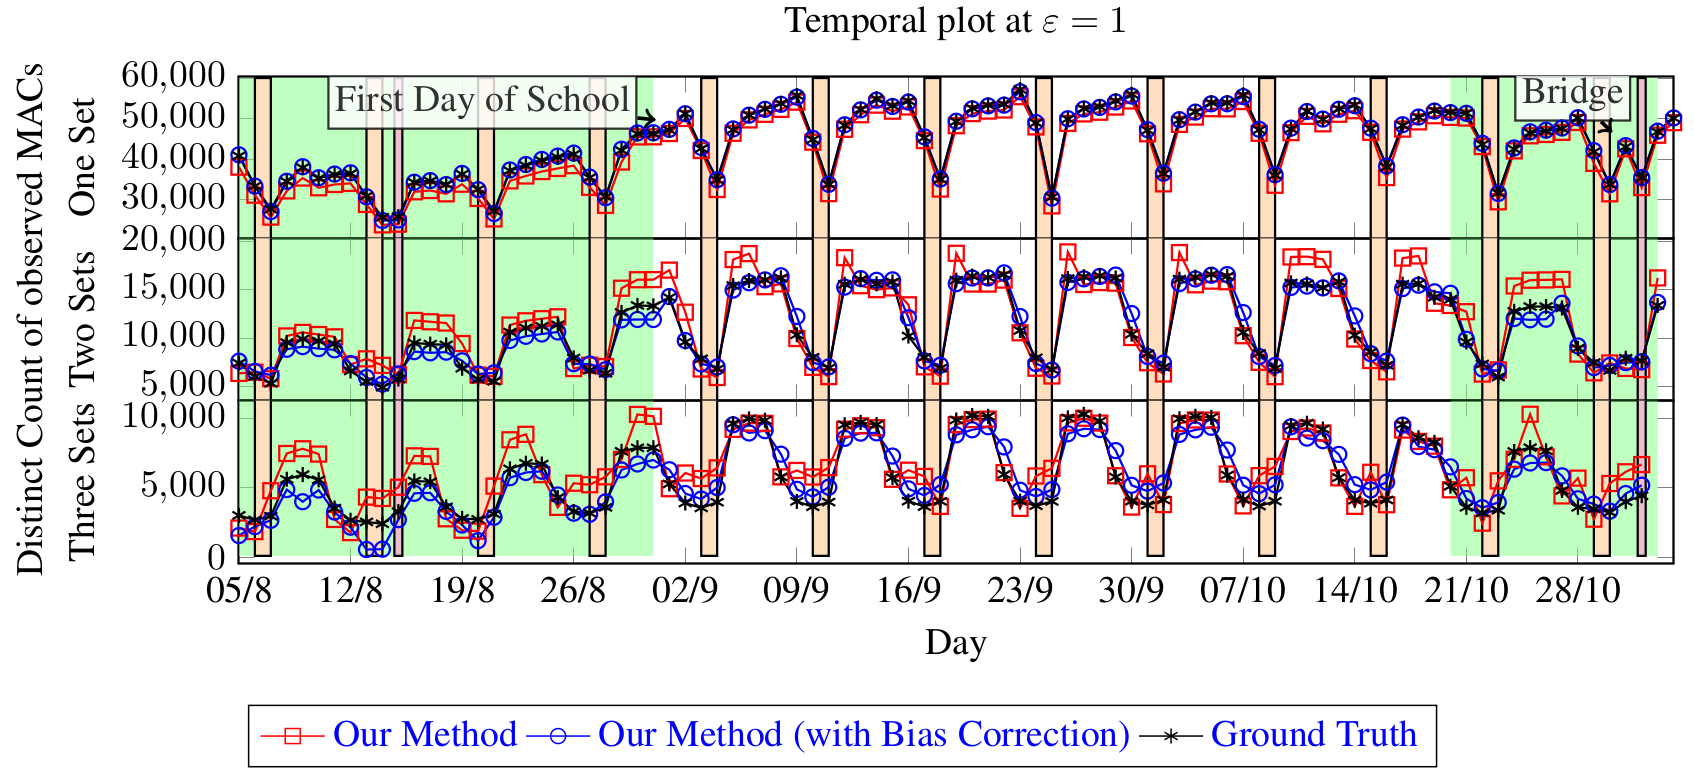 Temporal plot at ε = 1
Distinct Count of observed MACs
One Set
Two Sets
Three Sets
60,000
50,000
40,000
30,000
20,000
15,000
10,000
5,000
10,000
5,000
0
First Day of School
Bridge
05/8 12/8 19/8 26/8 02/9 09/9 16/9 23/9 30/9 07/10 14/10 21/10 28/10
Day
Our Method Our Method (with Bias Correction) Ground Truth